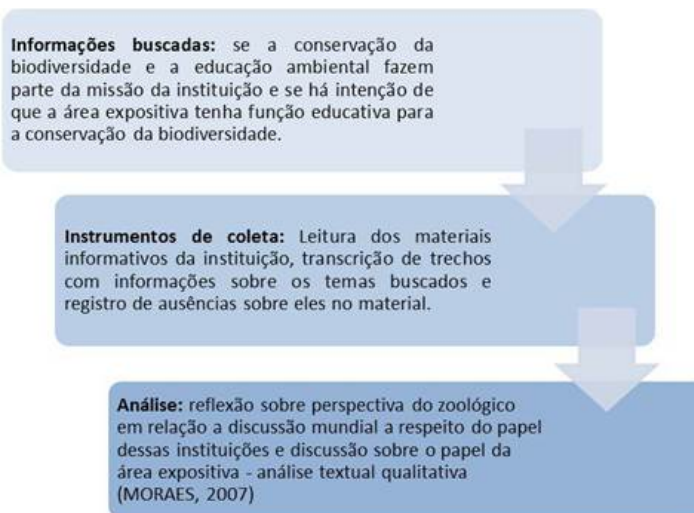 Informações buscadas: se a conservação da
biodiversidade e a educação ambiental fazem
parte da missão da instituição e se há intenção de
que a área expositiva tenha função educativa para
a conservação da biodiversidade.
Instrumentos de coleta: Leitura dos materiais
informativos da instituição, transcrição de trechos
com informações sobre os temas buscados e
registro de ausências sobre eles no material.
Análise: reflexão sobre perspectiva do zoológico
em relação a discussão mundial a respeito do papel
dessas instituições e discussão sobre o papel da
área expositiva - análise textual qualitativa
(MORAES, 2007)